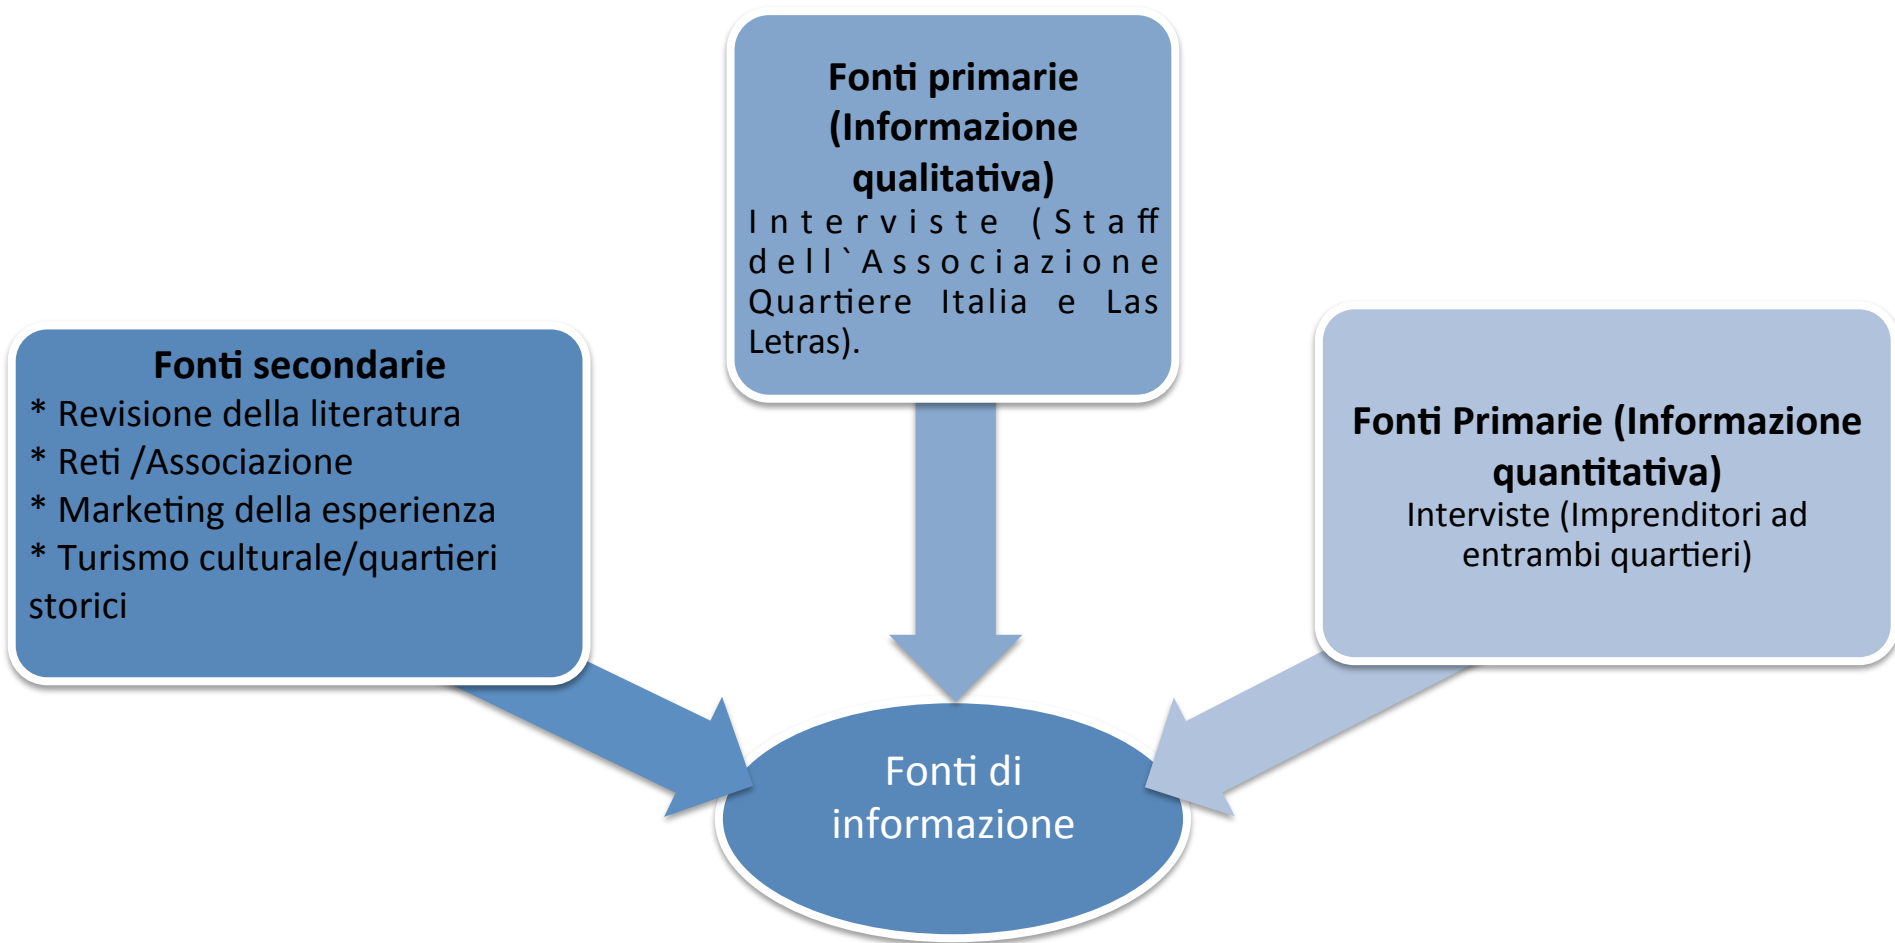 Fonti primarie
(Informazione
qualitativa)
Interviste (Staff
dell`Associazione
Quartiere Italia e Las
Letras).
Fonti secondarie
* Revisione della literatura
* Reti /Associazione
* Marketing della esperienza
* Turismo culturale/quartieri
storici
Fonti Primarie (Informazione
quantitativa)
Interviste (Imprenditori ad
entrambi quartieri)
Fonti di
informazione